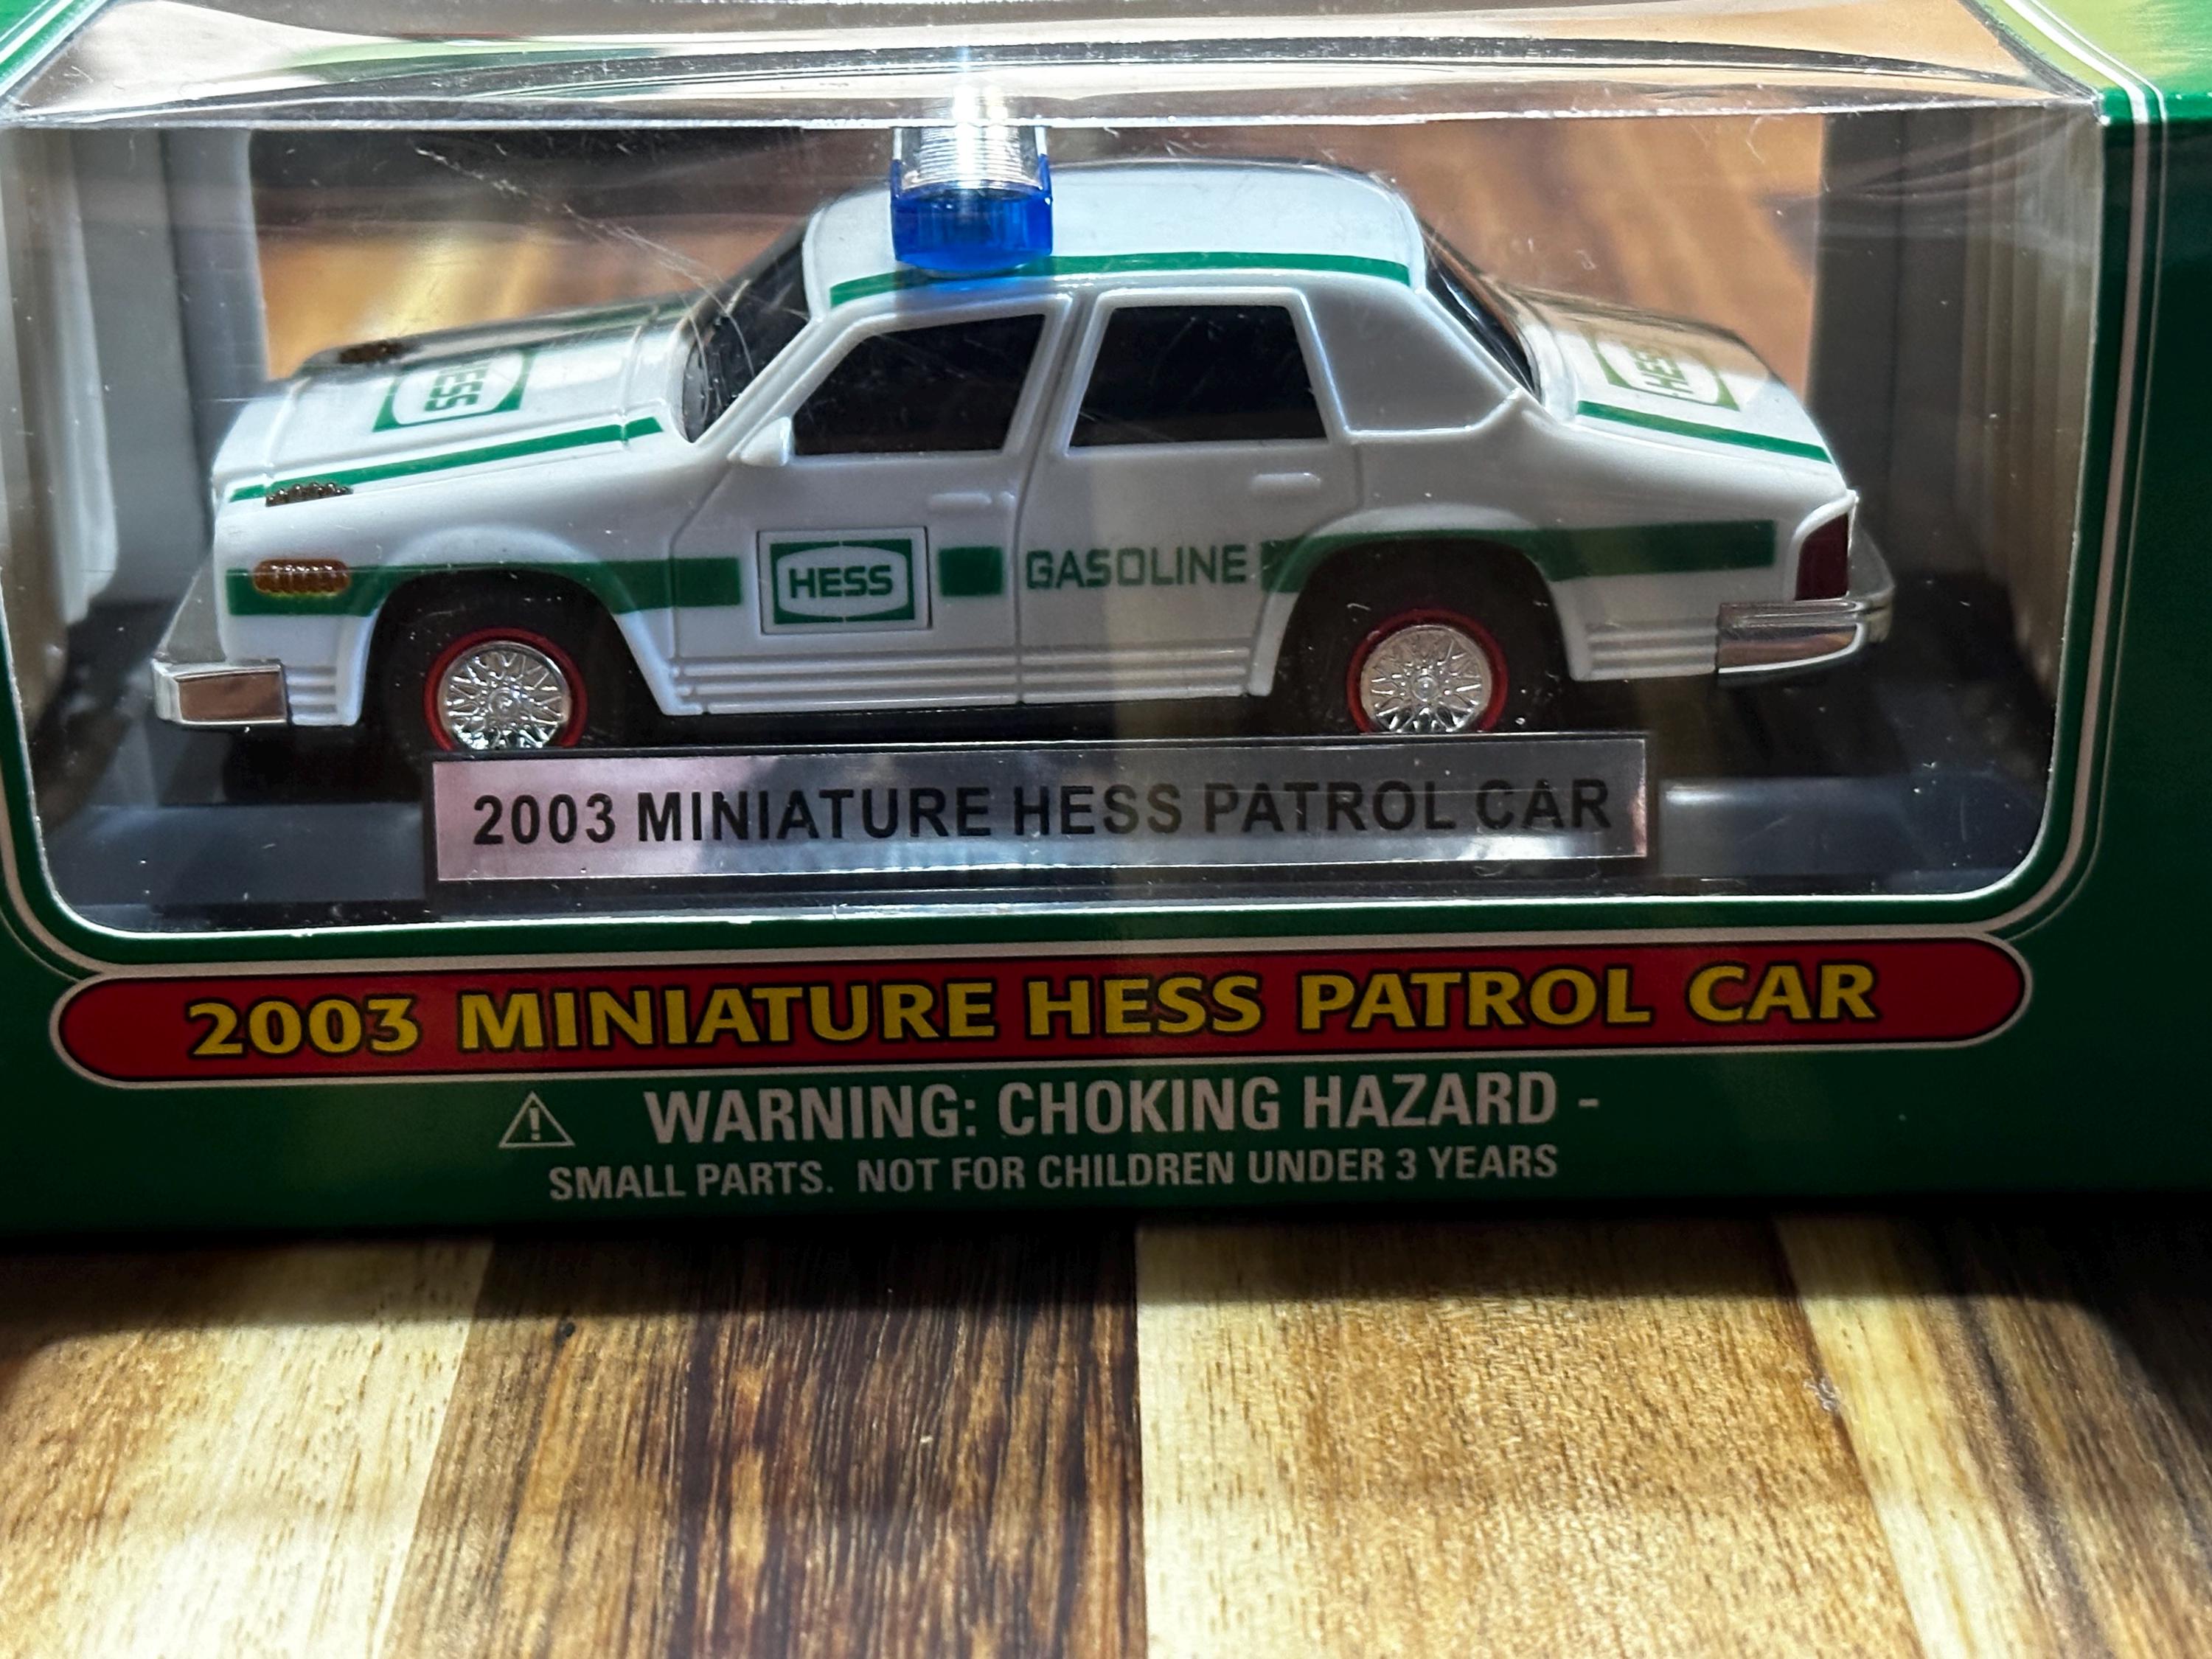 HESS
HESS
HESS
GASOLINE
2003 MINIATURE HESS PATROL CAR
2003 MINIATURE HESS PATROL CAR
WARNING: CHOKING HAZARD -
SMALL PARTS. NOT FOR CHILDREN UNDER 3 YEARS